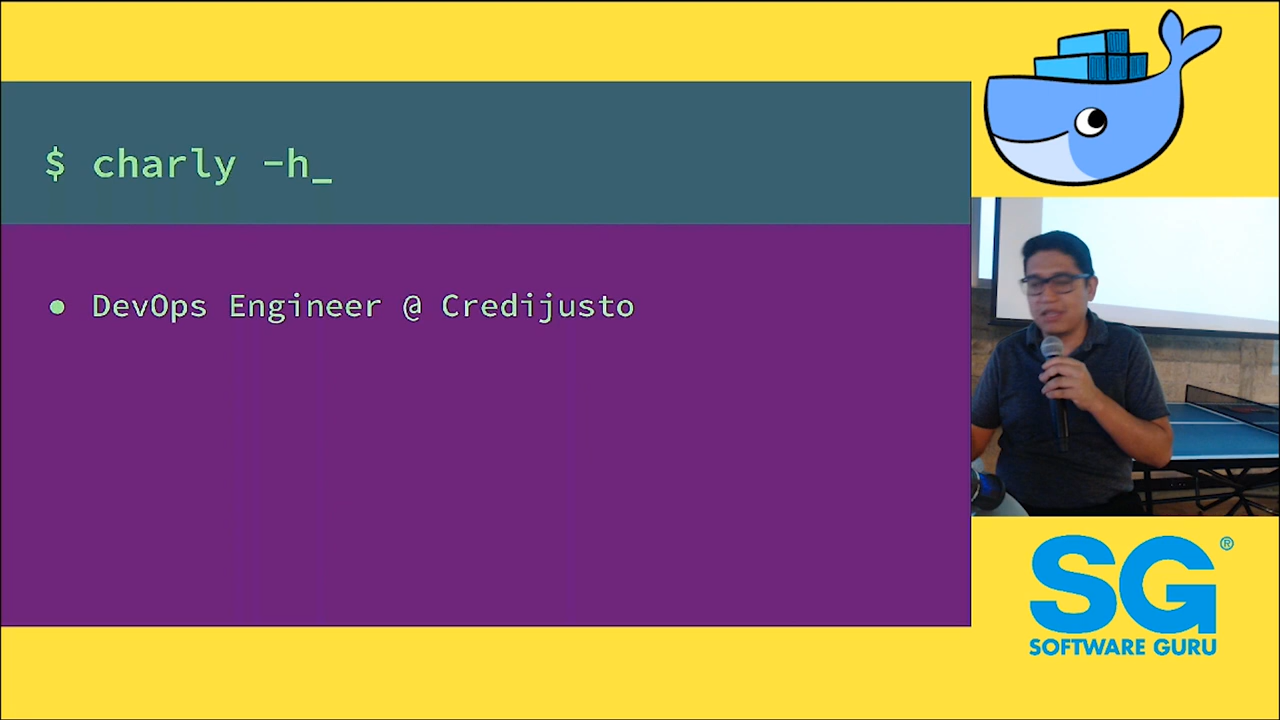 $ charly -h_
● DevOps Engineer @ Credijusto
SG®
SOFTWARE GURU